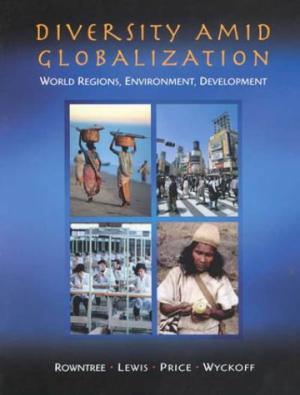 DIVERSITY AMID
GLOBALIZATION
WORLD REGIONS, ENVIRONMENT, DEVELOPMENT
ROWNTREE · LEWIS · PRICE · WYCKOFF